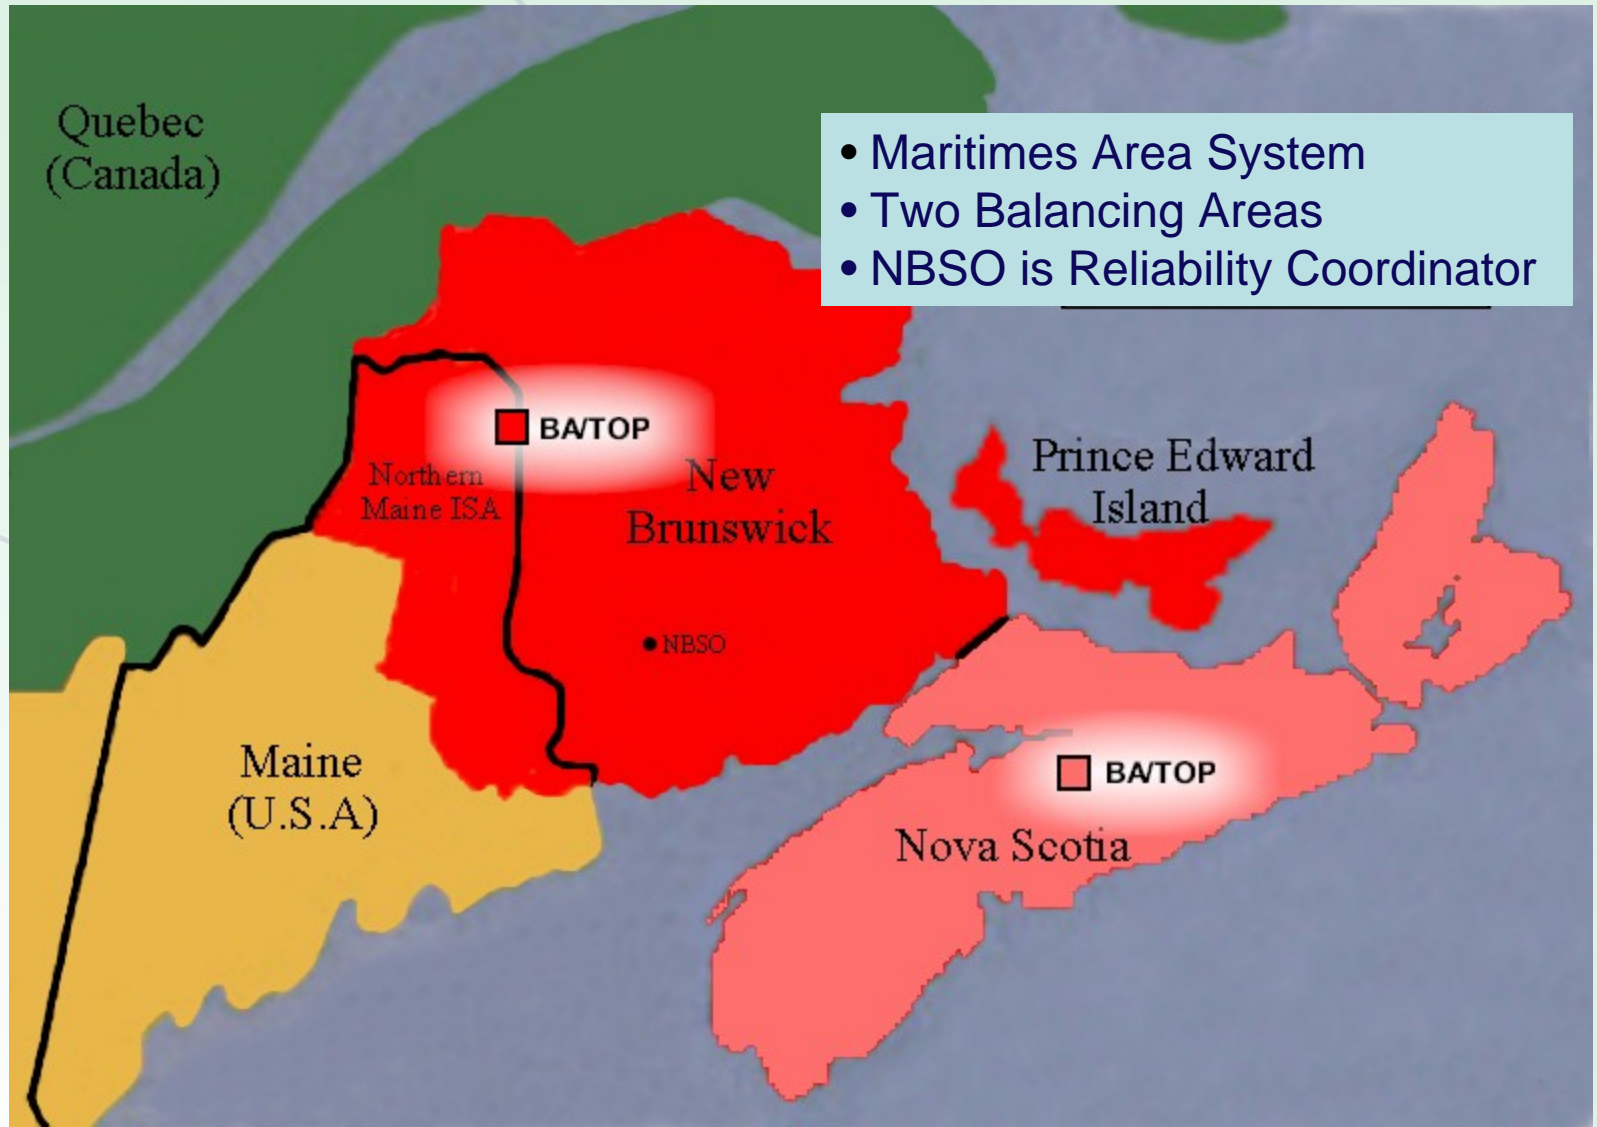 Quebec
(Canada)
• Maritimes Area System
• Two Balancing Areas
• NBSO is Reliability Coordinator
BA/TOP
Northern
Maine ISA
New
Brunswick
Prince Edward
Island
NBSO
Maine
(U.S.A)
BA/TOP
Nova Scotia